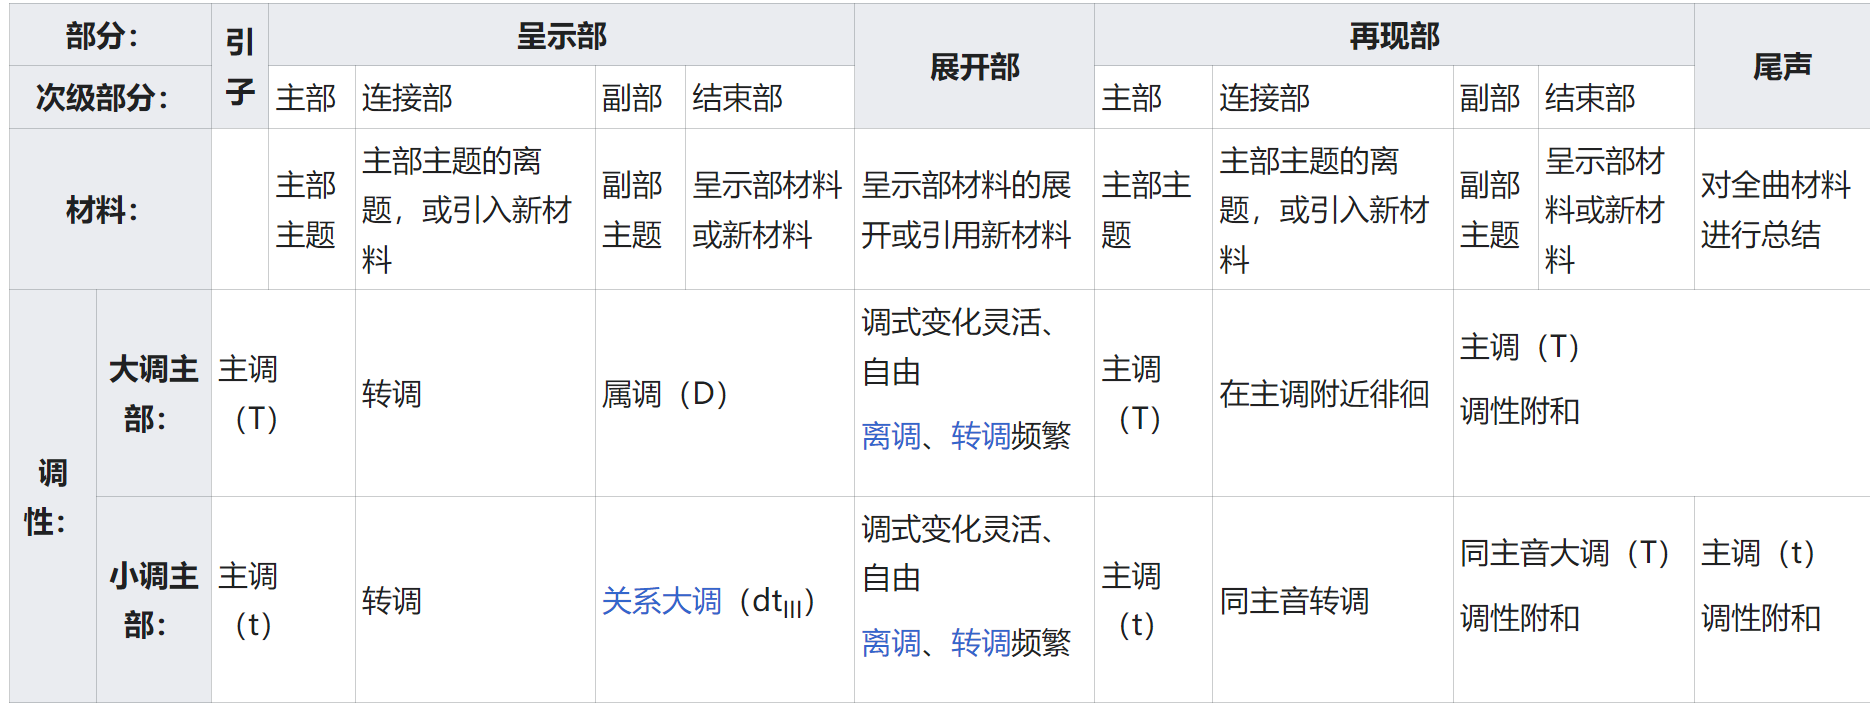 部分：
引
子
呈示部
展开部
再现部
尾声
次级部分：
主部
连接部
副部
结束部
主部
连接部
副部
结束部
材料：
主部
主题
主部主题的离
题，或引入新材
料
副部
主题
呈示部材料
或新材料
呈示部材料的展
开或引用新材料
主部主
题
主部主题的离
题，或引入新材
料
副部
主题
呈示部材
料或新材
料
对全曲材料
进行总结
调
性：
大调主
部：
主调
（T）
转调
属调（D）
调式变化灵活、
自由
离调、转调频繁
主调
（T）
在主调附近徘徊
主调（T）
调性附和
小调主
部：
主调
（t）
转调
关系大调（dtIII）
调式变化灵活、
自由
离调、转调频繁
主调
（t）
同主音转调
同主音大调（T）
调性附和
主调（t）
调性附和